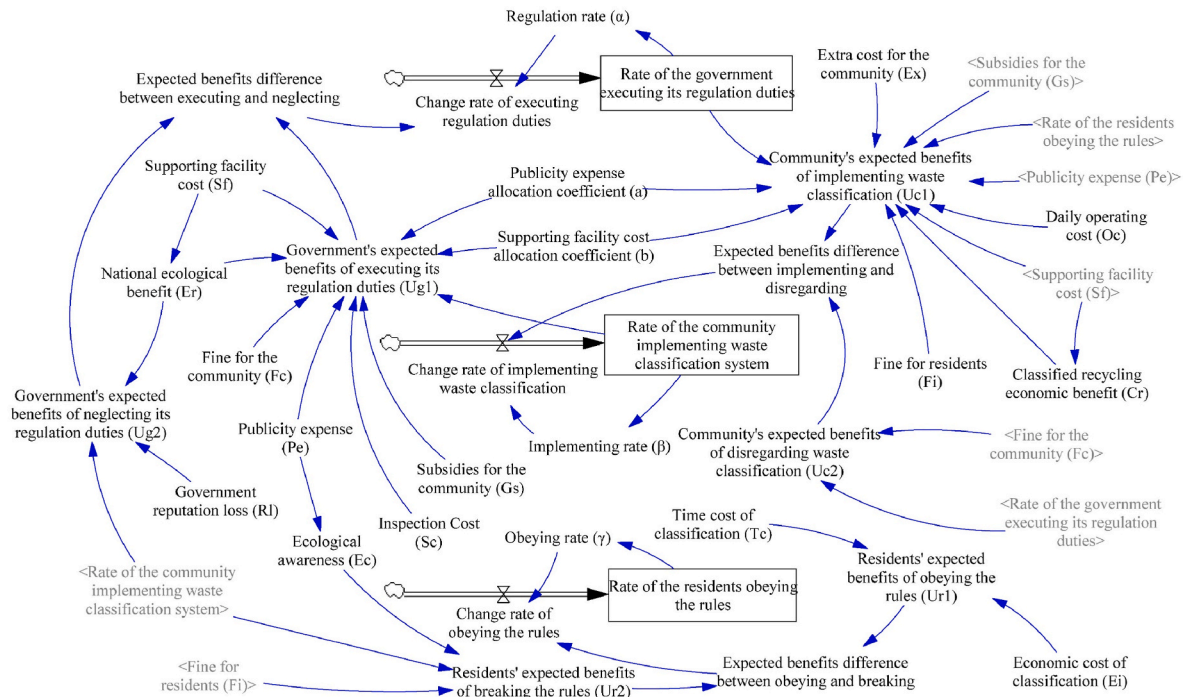 Regulation rate (α)
Expected benefits difference
between executing and neglecting
Change rate of executing
regulation duties
Rate of the government
executing its regulation duties
Extra cost for the
community (Ex)
<Subsidies for the
community (Gs)>
<Rate of the residents
obeying the rules>
Supporting facility
cost (Sf)
Publicity expense
allocation coefficient (a)
Community's expected benefits
of implementing waste
classification (Uc1)
<Publicity expense (Pe)>
Daily operating
cost (Oc)
Government's expected
benefits of executing its
regulation duties (Ug1)
Supporting facility cost
allocation coefficient (b)
Expected benefits difference
between implementing and
disregarding
National ecological
benefit (Er)
<Supporting facility
cost (Sf)>
Fine for the
community (Fc)
Change rate of implementing
waste classification
Rate of the community
implementing waste
classification system
Fine for residents
(Fi)
Classified recycling
economic benefit (Cr)
Government's expected
benefits of neglecting its
regulation duties (Ug2)
Publicity expense
(Pe)
Implementing rate (β)
Community's expected benefits
of disregarding waste
classification (Uc2)
<Fine for the
community (Fc)>
Subsidies for the
community (Gs)
Government
reputation loss (Rl)
Inspection Cost
(Sc)
<Rate of the government
executing its regulation
duties>
Ecological
awareness (Ec)
Obeying rate (γ)
Time cost of
classification (Tc)
Residents' expected
benefits of obeying the
rules (Ur1)
<Rate of the community
implementing waste
classification system>
Change rate of
obeying the rules
Rate of the residents obeying
the rules
<Fine for
residents (Fi)>
Residents' expected benefits
of breaking the rules (Ur2)
Expected benefits difference
between obeying and breaking
Economic cost of
classification (Ei)